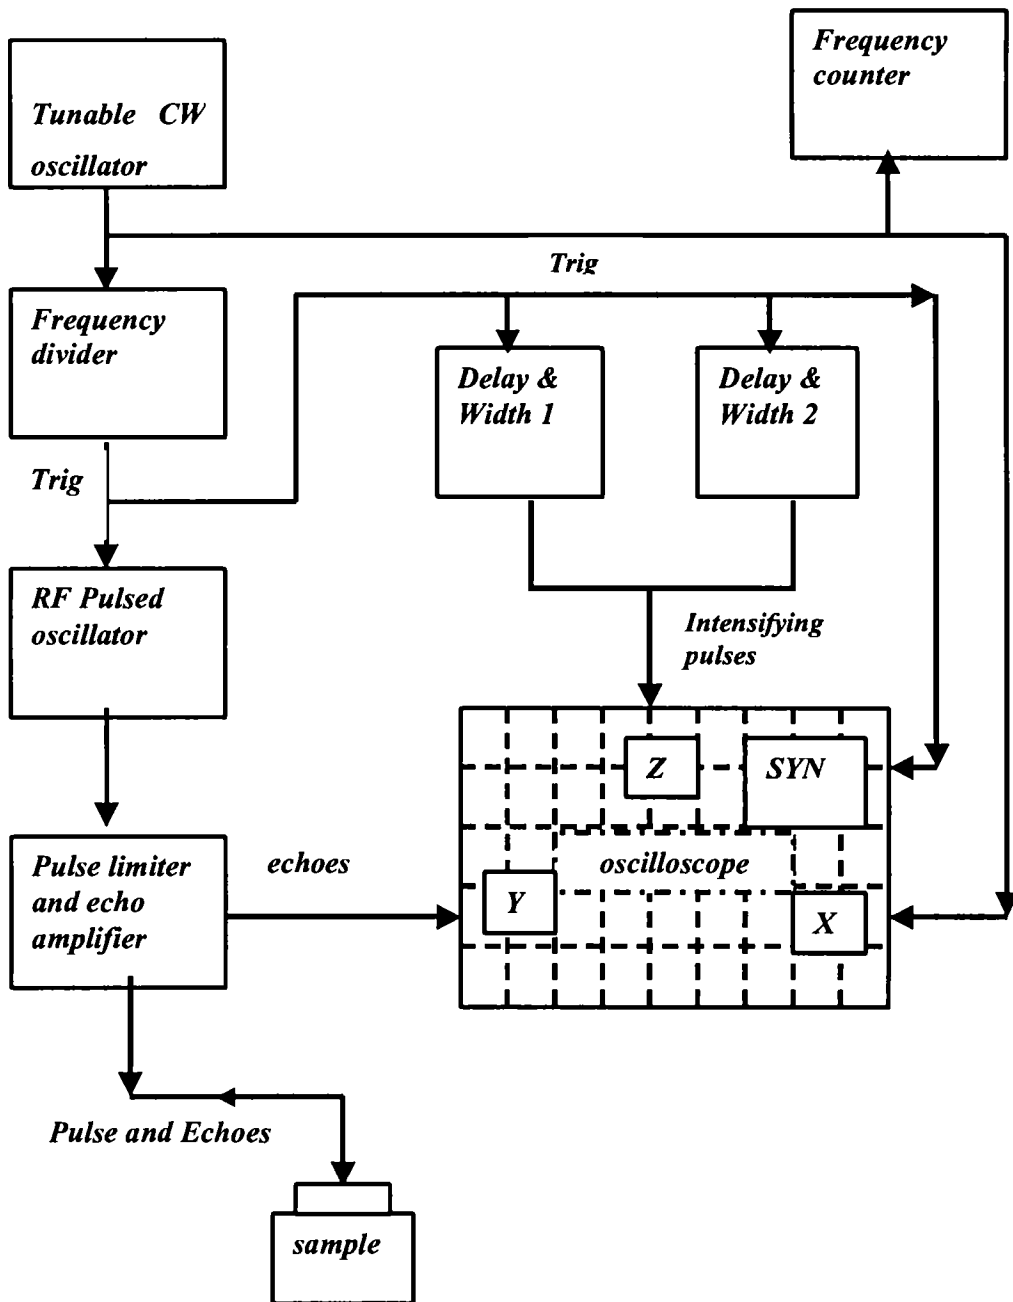 Tunable CW
oscillator
Frequency
counter
Trig
Frequency
divider
Delay &
Width 1
Delay &
Width 2
Trig
RF Pulsed
oscillator
Intensifying
pulses
Z
SYN
oscilloscope
Pulse limiter
and echo
amplifier
echoes
Y
X
Pulse and Echoes
sample